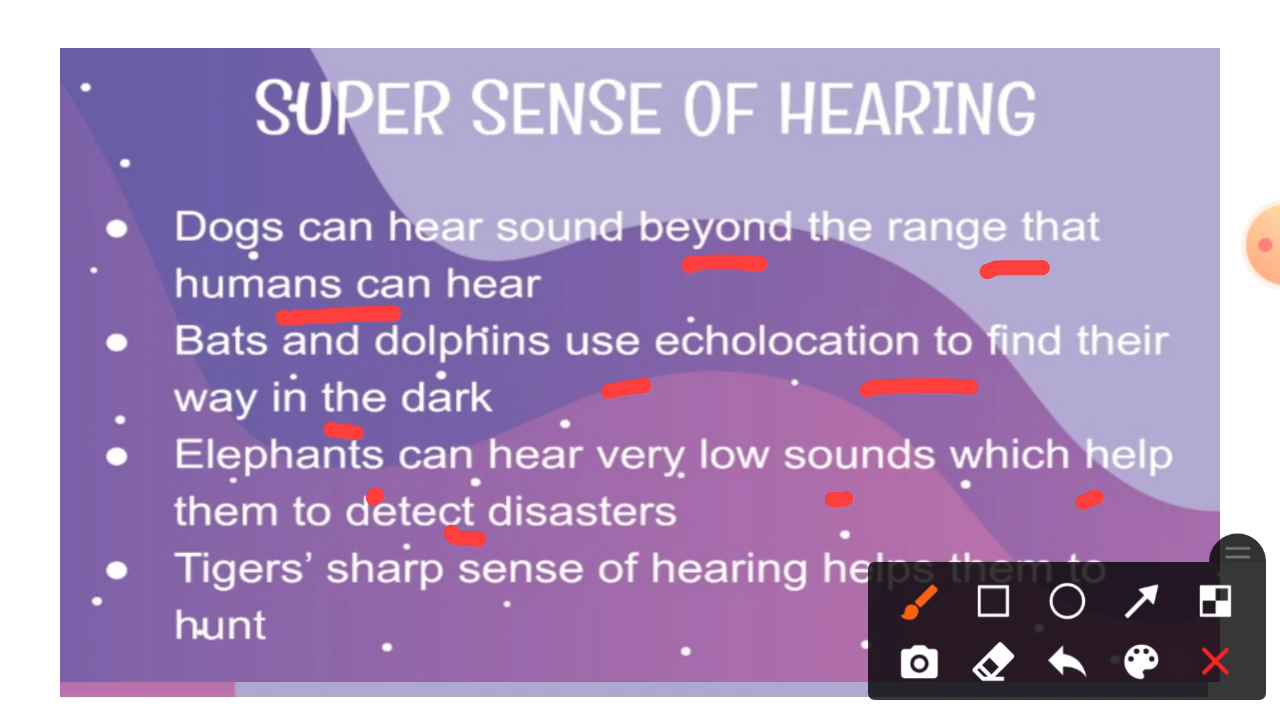 SUPER SENSE OF HEARING
● Dogs can hear sound beyond the range that
humans can hear
● Bats and dolphins use echolocation to find their
way in the dark
● Elephants can hear very low sounds which help
them to detect disasters
● Tigers’ sharp sense of hearing helps them to
hunt